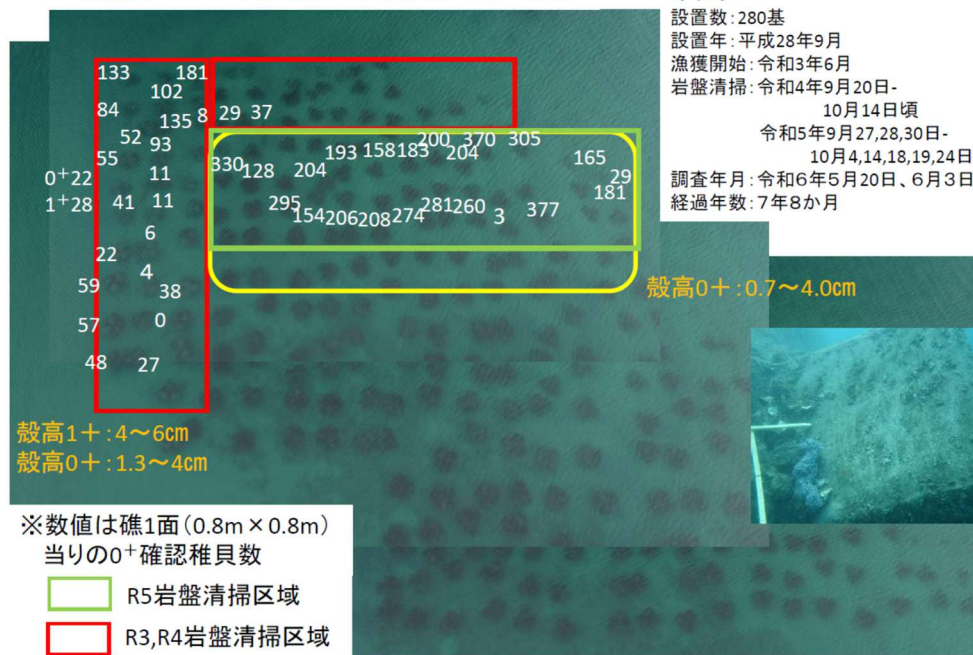 設置数:280基
設置年:平成28年9月
漁獲開始:令和3年6月
岩盤清掃:令和4年9月20日-
10月14日頃
令和5年9月27,28,30日-
10月4,14,18,19,24日
調査年月:令和6年5月20日、6月3日
経過年数:7年8か月
133 181
102
84 135 8 29 37
52 93
55 11
0⁺22
1⁺28 41 11
6
22
4
59 38
57 0
48 27
200 370 305
193 158 183 204 165
330 128 204 29
181
295 281 260 377
154 206 208 274 3
殻高0+:0.7~4.0cm
殻高1+:4~6㎝
殻高0+:1.3~4㎝
※数値は礁1面(0.8m×0.8m)
当りの0⁺確認稚貝数
R5岩盤清掃区域
R3,R4岩盤清掃区域